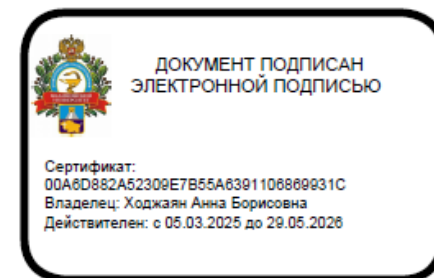 ДОКУМЕНТ ПОДПИСАН
ЭЛЕКТРОННОЙ ПОДПИСЬЮ
Сертификат:
00A6D882A52309E7B55A6391106869931C
Владелец: Ходжаян Анна Борисовна
Действителен: с 05.03.2025 до 29.05.2026